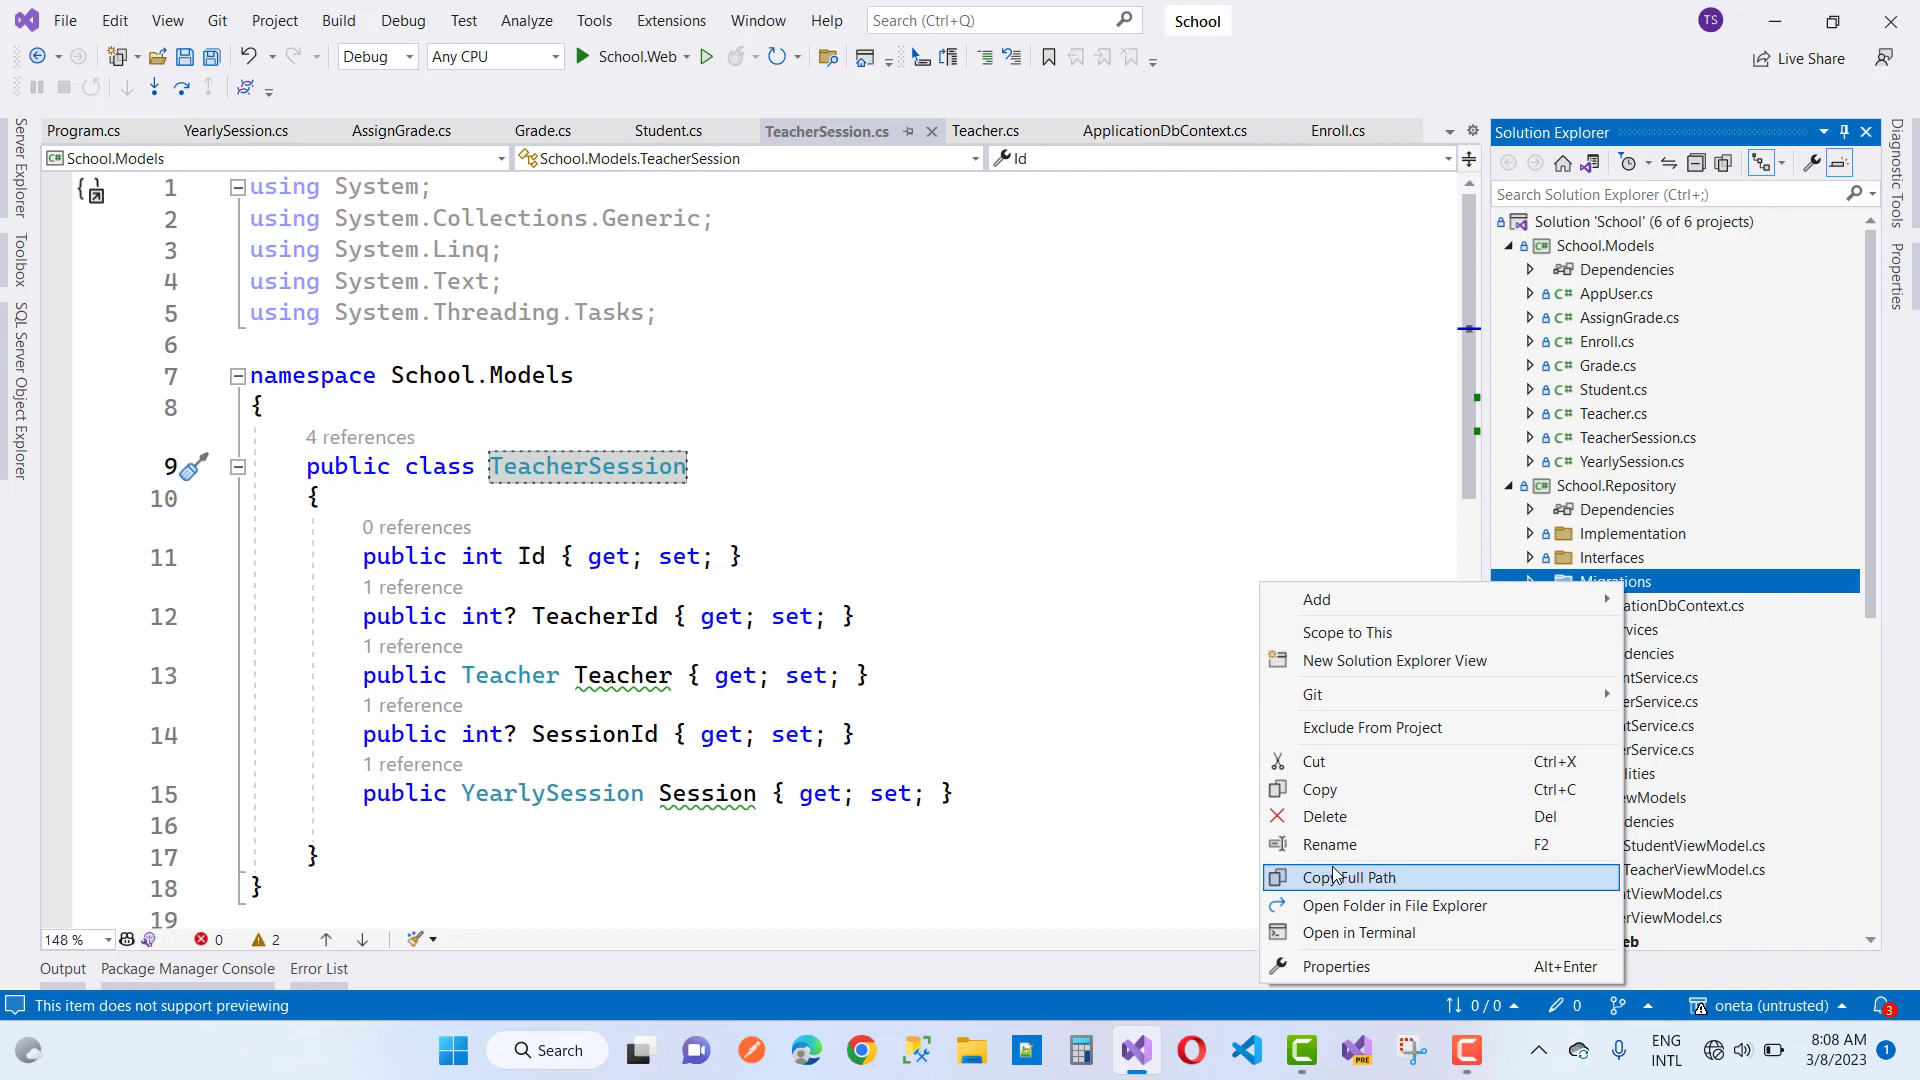 File Edit View Git Project Build Debug Test Analyze Tools Extensions Window Help Search (Ctrl+Q) School TS
Debug Any CPU School.Web Live Share
Program.cs YearlySession.cs AssignGrade.cs Grade.cs Student.cs TeacherSession.cs Teacher.cs ApplicationDbContext.cs Enroll.cs
School.Models School.Models.TeacherSession Id
Server Explorer
Toolbox
SQL Server Object Explorer
1 using System;
2 using System.Collections.Generic;
3 using System.Linq;
4 using System.Text;
5 using System.Threading.Tasks;
6
7 namespace School.Models
8 {
4 references
9 public class TeacherSession
10 {
0 references
11 public int Id { get; set; }
1 reference
12 public int? TeacherId { get; set; }
1 reference
13 public Teacher Teacher { get; set; }
1 reference
14 public int? SessionId { get; set; }
1 reference
15 public YearlySession Session { get; set; }
16
17 }
18 }
19
148 % 0 2
Output Package Manager Console Error List
Solution Explorer
Search Solution Explorer (Ctrl+;)
Solution 'School' (6 of 6 projects)
School.Models
Dependencies
AppUser.cs
AssignGrade.cs
Enroll.cs
Grade.cs
Student.cs
Teacher.cs
TeacherSession.cs
YearlySession.cs
School.Repository
Dependencies
Implementation
Interfaces
Migrations
ationDbContext.cs
vices
dencies
ntService.cs
erService.cs
tService.cs
rService.cs
lities
wModels
dencies
StudentViewModel.cs
TeacherViewModel.cs
tViewModel.cs
rViewModel.cs
eb
Diagnostic Tools
Properties
Add
Scope to This
New Solution Explorer View
Git
Exclude From Project
Cut Ctrl+X
Copy Ctrl+C
Delete Del
Rename F2
Copy Full Path
Open Folder in File Explorer
Open in Terminal
Properties Alt+Enter
This item does not support previewing 0 / 0 0 oneta (untrusted) 3
Search PRE ENG INTL 8:08 AM 3/8/2023 1